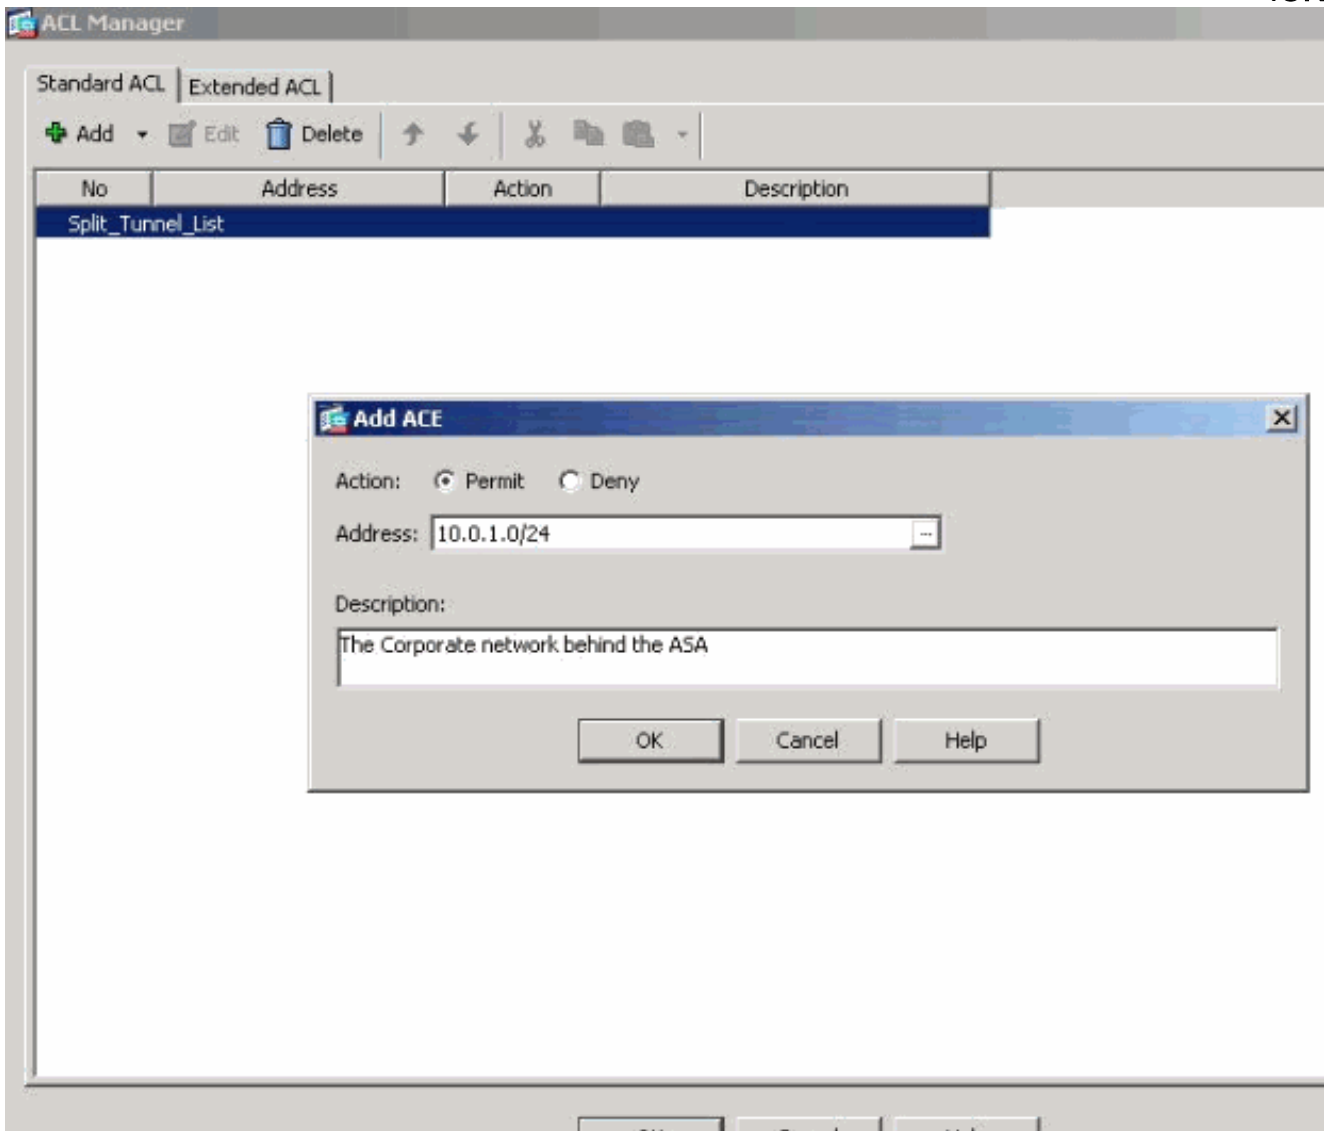 ACL Manager
Standard ACL Extended ACL
Add Edit Delete
No Address Action Description
Split_Tunnel_List
Add ACE
Action: Permit Deny
Address: 10.0.1.0/24 ...
Description:
The Corporate network behind the ASA
OK Cancel Help